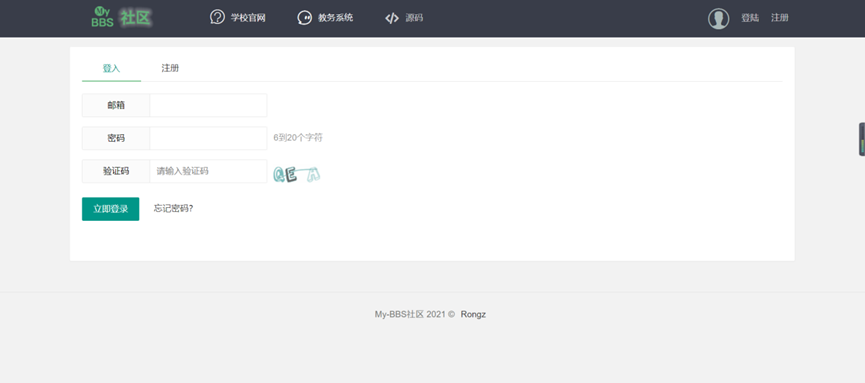 My BBS 社区 学校官网 教务系统 源码 登陆 注册
登入 注册
邮箱
密码 6到20个字符
验证码 请输入验证码 QE A
立即登录 忘记密码?
My-BBS社区 2021 © Rongz